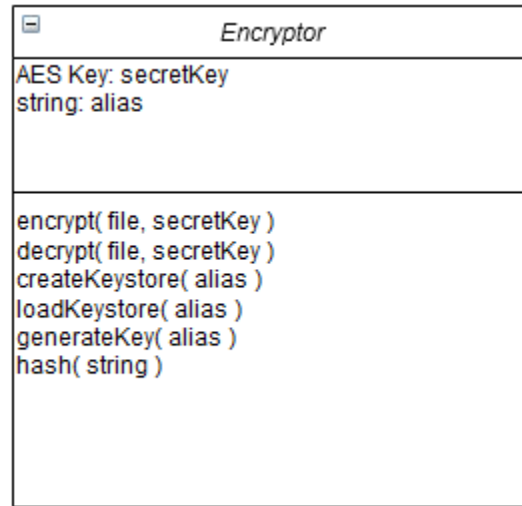 Encryptor
AES Key: secretKey
string: alias
encrypt( file, secretKey )
decrypt( file, secretKey )
createKeystore( alias )
loadKeystore( alias )
generateKey( alias )
hash( string )